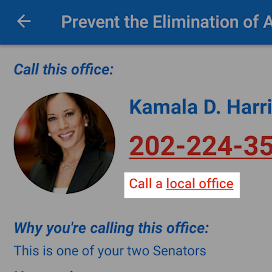 Prevent the Elimination of A
Call this office:
Kamala D. Harri
202-224-35
Call a local office
Why you're calling this office:
This is one of your two Senators